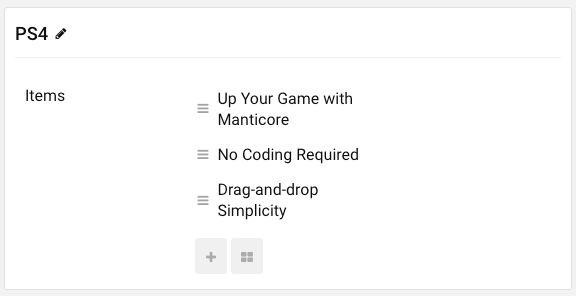 PS4
Items
Up Your Game with
Manticore
No Coding Required
Drag-and-drop
Simplicity